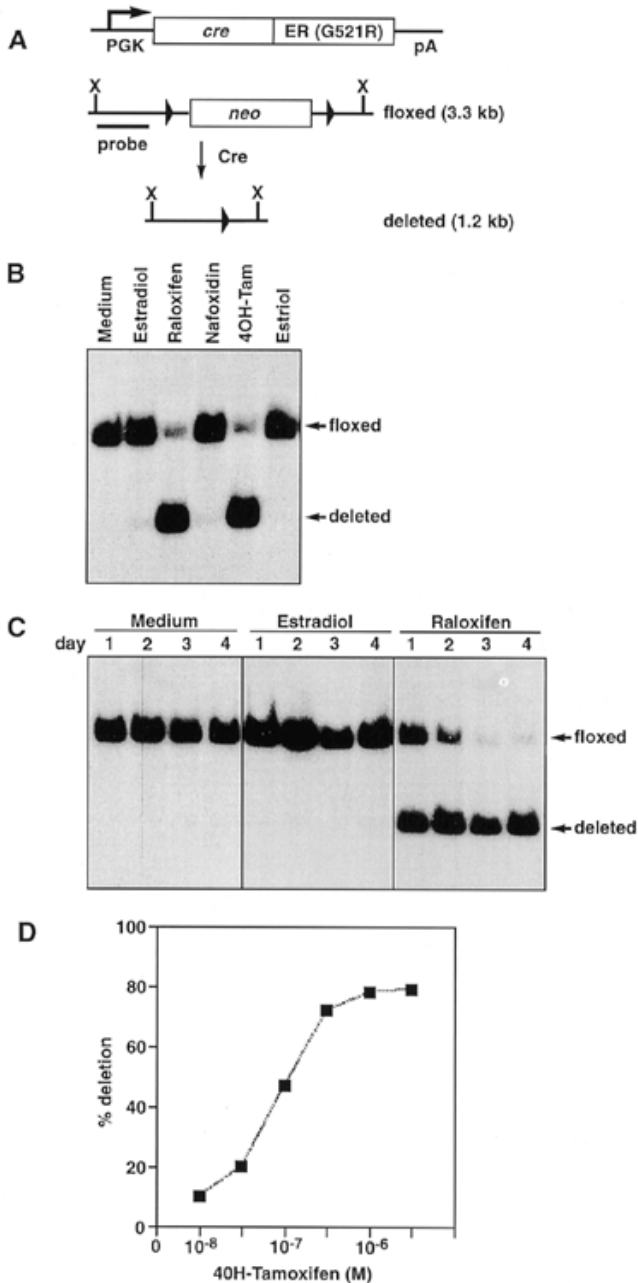 A
PGK
cre
ER (G521R)
pA
X
X
neo
floxed (3.3 kb)
probe
Cre
X
X
deleted (1.2 kb)
B
Medium
Estradiol
Raloxifen
Nafoxidin
4OH-Tam
Estriol
floxed
deleted
C
Medium
Estradiol
Raloxifen
day 1 2 3 4 1 2 3 4 1 2 3 4
floxed
deleted
D
% deletion
100
80
60
40
20
0
0 10-8 10-7 10-6
40H-Tamoxifen (M)